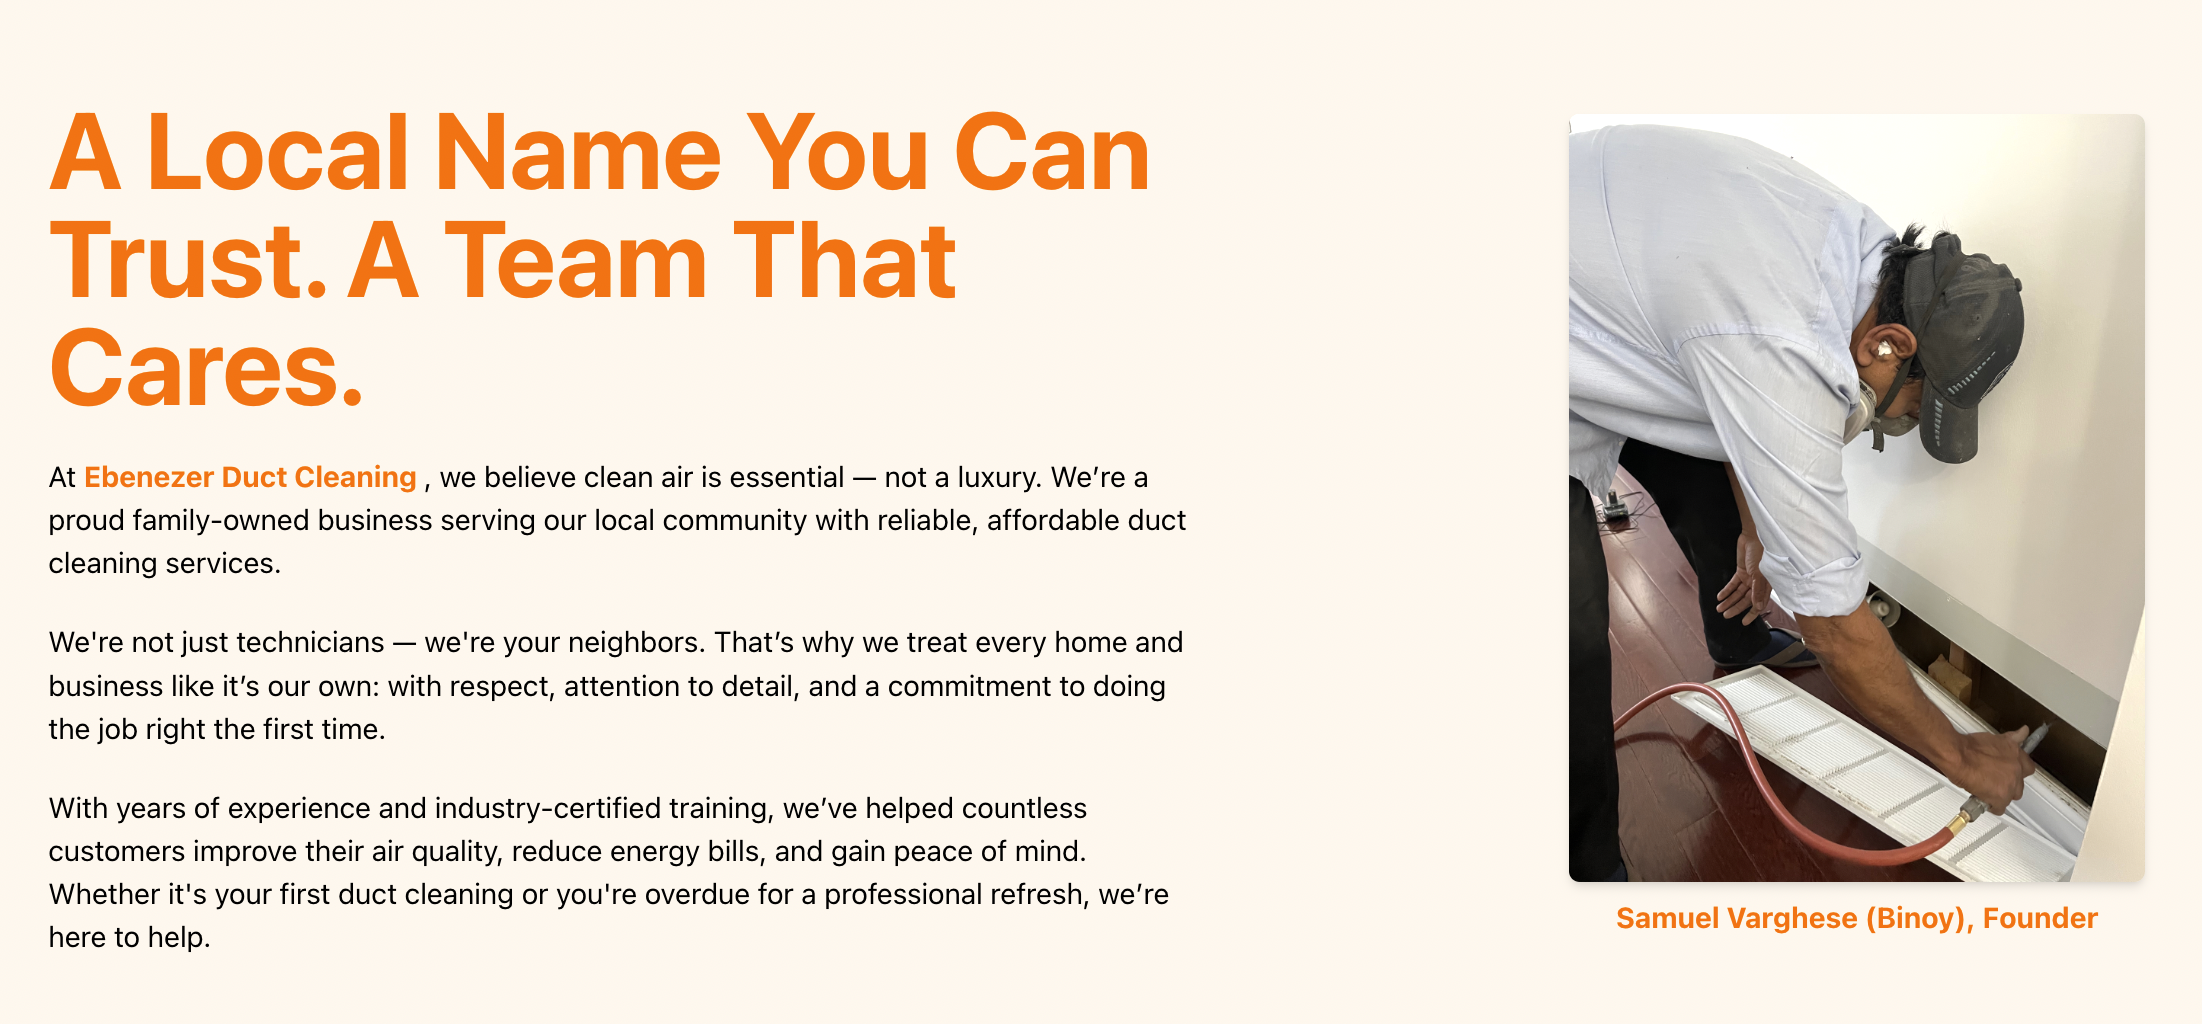 A Local Name You Can
Trust. A Team That
Cares.
At Ebenezer Duct Cleaning , we believe clean air is essential — not a luxury. We’re a
proud family-owned business serving our local community with reliable, affordable duct
cleaning services.
We're not just technicians — we're your neighbors. That’s why we treat every home and
business like it’s our own: with respect, attention to detail, and a commitment to doing
the job right the first time.
With years of experience and industry-certified training, we’ve helped countless
customers improve their air quality, reduce energy bills, and gain peace of mind.
Whether it's your first duct cleaning or you're overdue for a professional refresh, we’re
here to help.
Samuel Varghese (Binoy), Founder